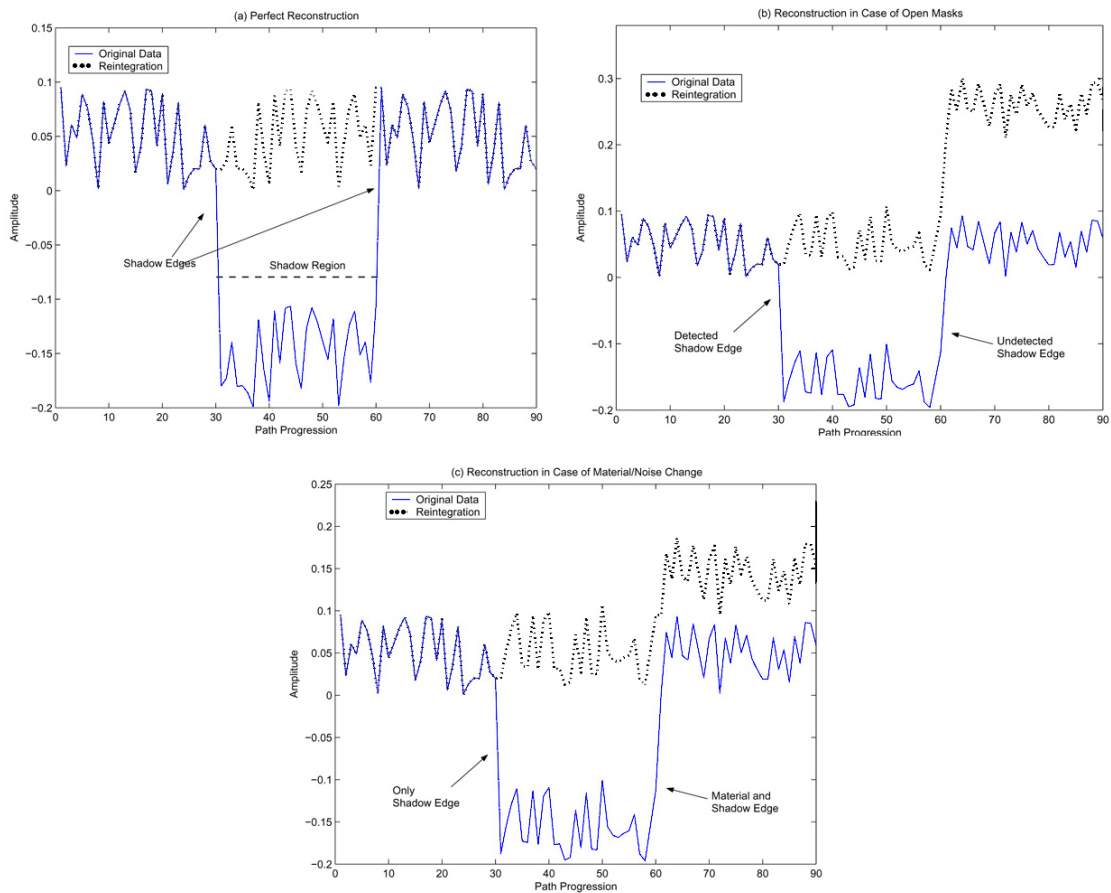 (a) Perfect Reconstruction
Original Data
Reintegration
0.15
0.1
0.05
0
−0.05
−0.1
−0.15
−0.2
Amplitude
Shadow Edges
Shadow Region
0 10 20 30 40 50 60 70 80 90
Path Progression
(b) Reconstruction in Case of Open Masks
Original Data
Reintegration
0.3
0.2
0.1
0
−0.1
−0.2
Amplitude
Detected
Shadow Edge
Undetected
Shadow Edge
0 10 20 30 40 50 60 70 80 90
Path Progression
(c) Reconstruction in Case of Material/Noise Change
Original Data
Reintegration
0.25
0.2
0.15
0.1
0.05
0
−0.05
−0.1
−0.15
−0.2
Amplitude
Only
Shadow Edge
Material and
Shadow Edge
0 10 20 30 40 50 60 70 80 90
Path Progression